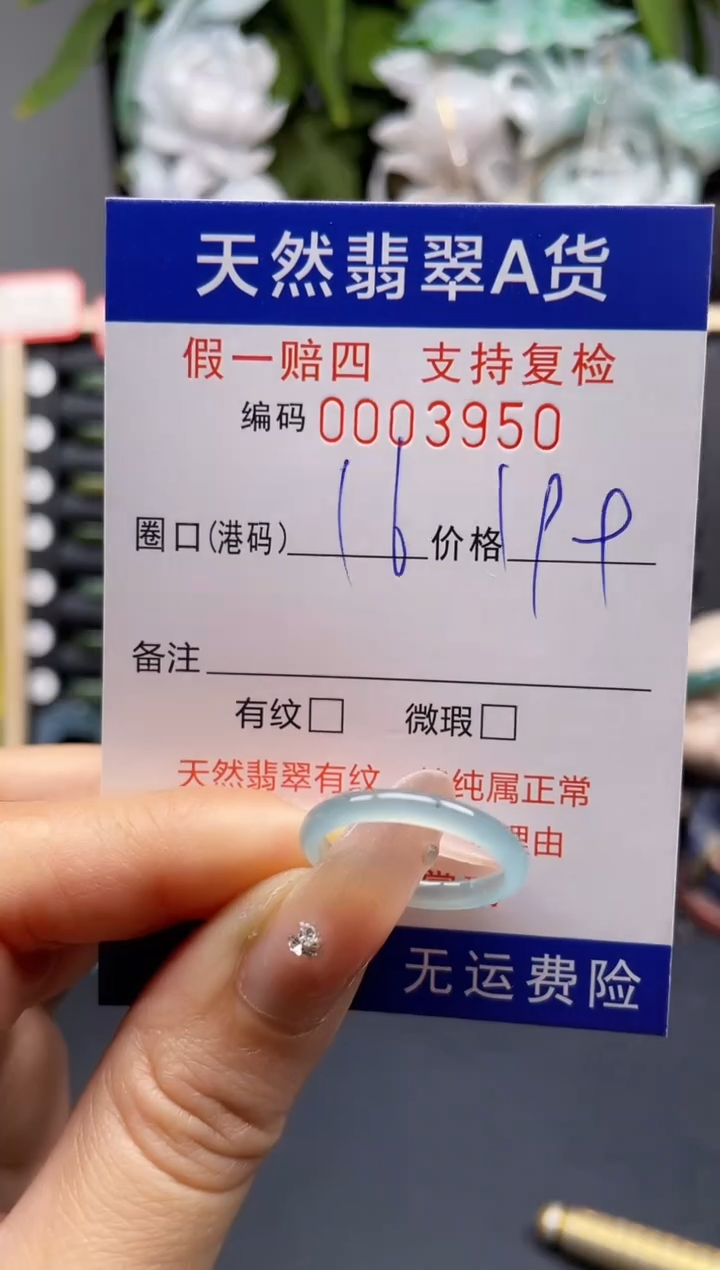 天然翡翠A货
假一赔四 支持复检
编码 0003950
圈口(港码) 16 价格 199
备注
有纹□ 微瑕□
天然翡翠有纹 纯属正常
理由
无运费险